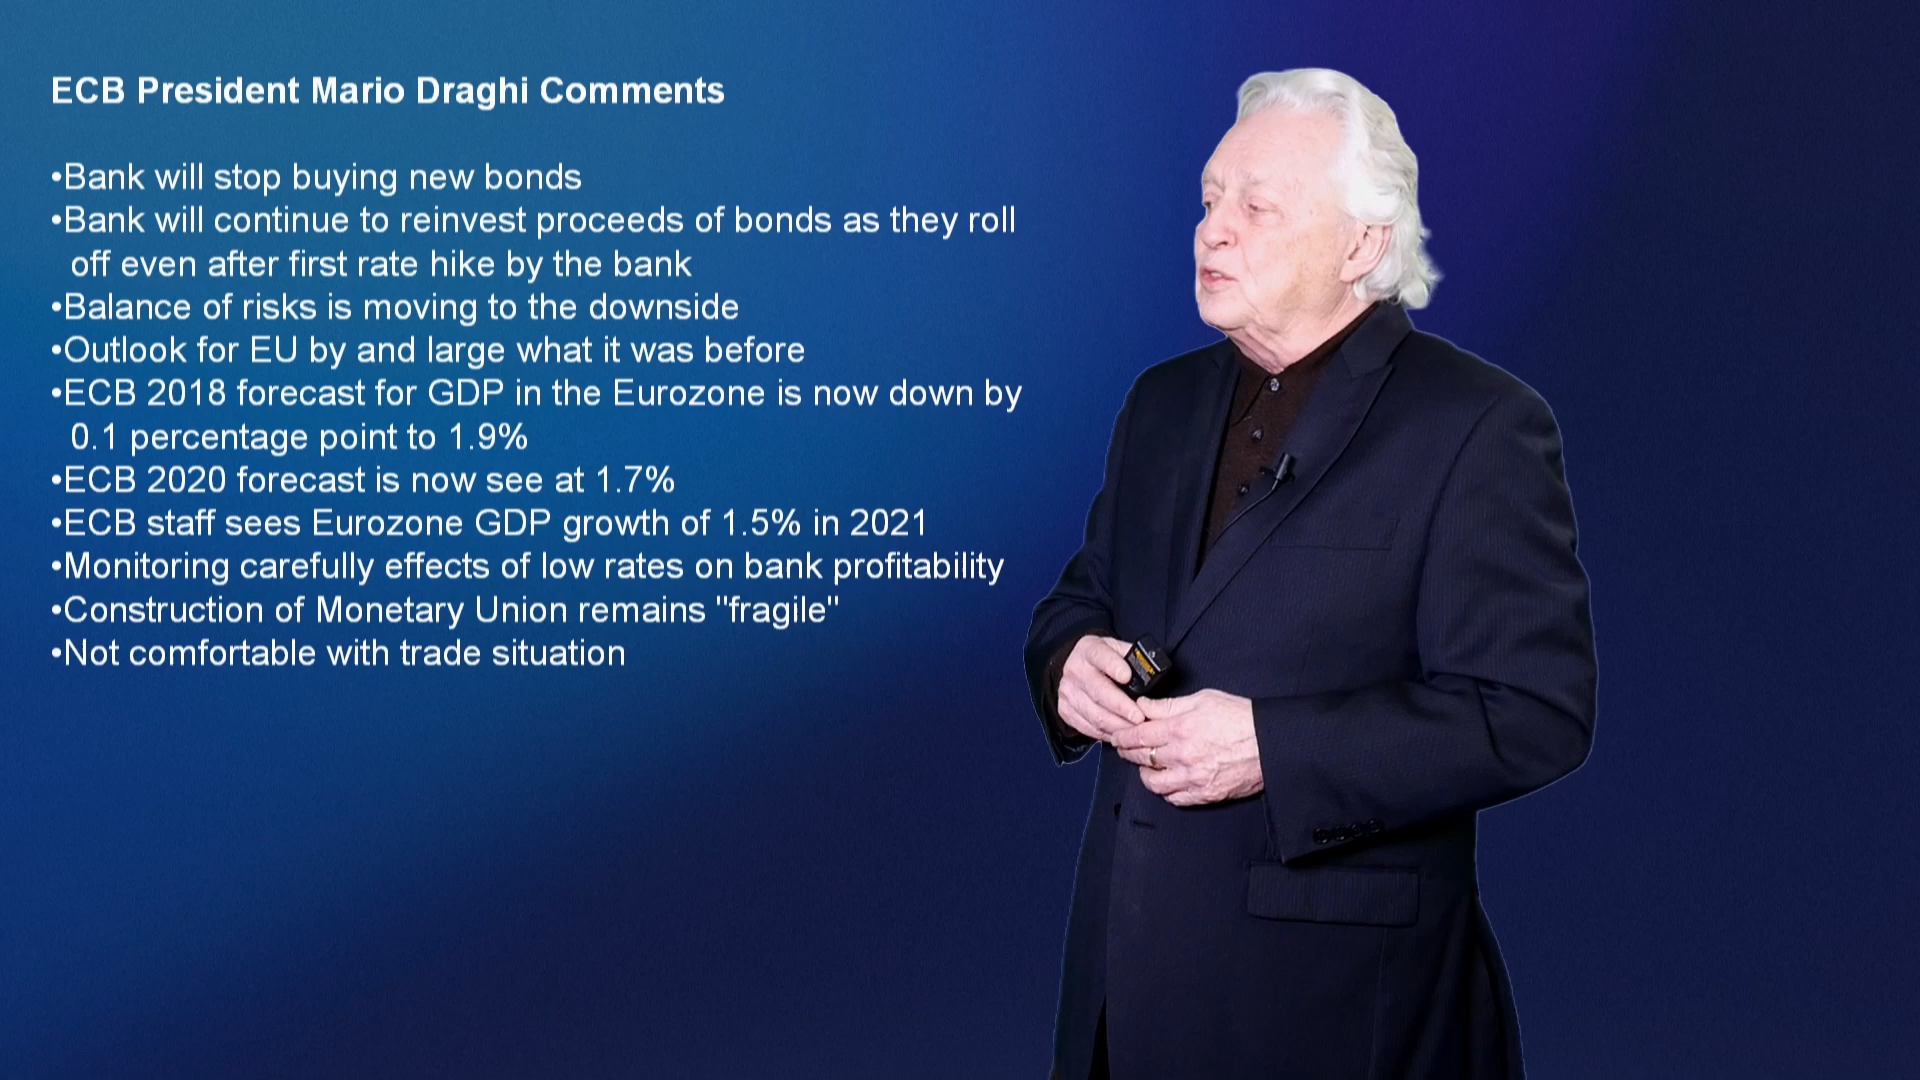 ECB President Mario Draghi Comments
•Bank will stop buying new bonds
•Bank will continue to reinvest proceeds of bonds as they roll
off even after first rate hike by the bank
•Balance of risks is moving to the downside
•Outlook for EU by and large what it was before
•ECB 2018 forecast for GDP in the Eurozone is now down by
0.1 percentage point to 1.9%
•ECB 2020 forecast is now see at 1.7%
•ECB staff sees Eurozone GDP growth of 1.5% in 2021
•Monitoring carefully effects of low rates on bank profitability
•Construction of Monetary Union remains "fragile"
•Not comfortable with trade situation